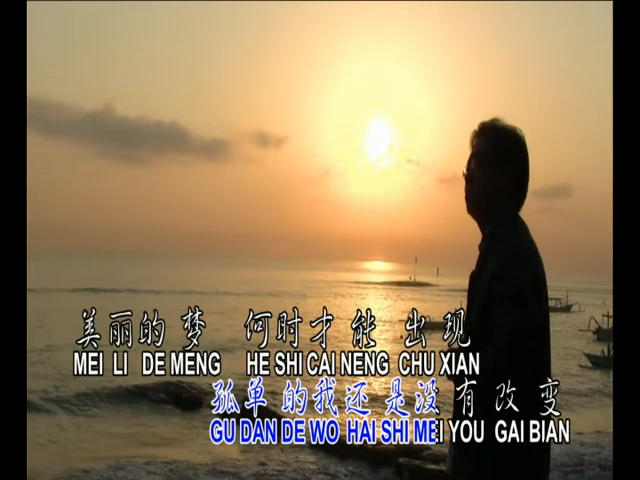 美丽的 梦 何时才 能 出现
MEI LI DE MENG HE SHI CAI NENG CHU XIAN
孤单 的我还 是没 有 改 变
GU DAN DE WO HAI SHI MEI YOU GAI BIAN